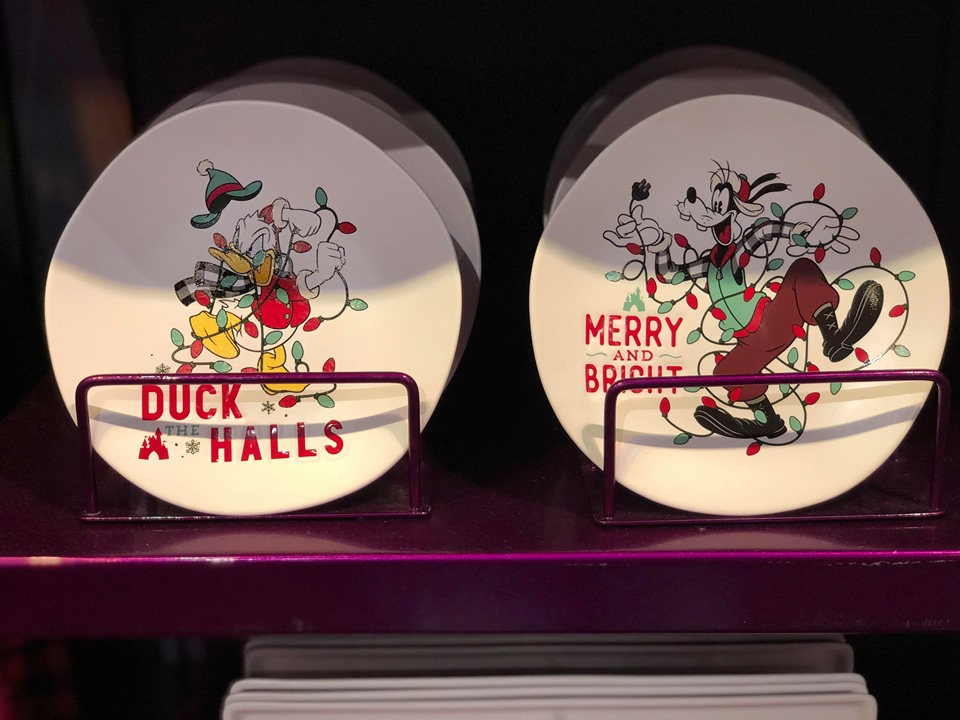 DUCK
THE
HALLS
MERRY
AND
BRIGHT